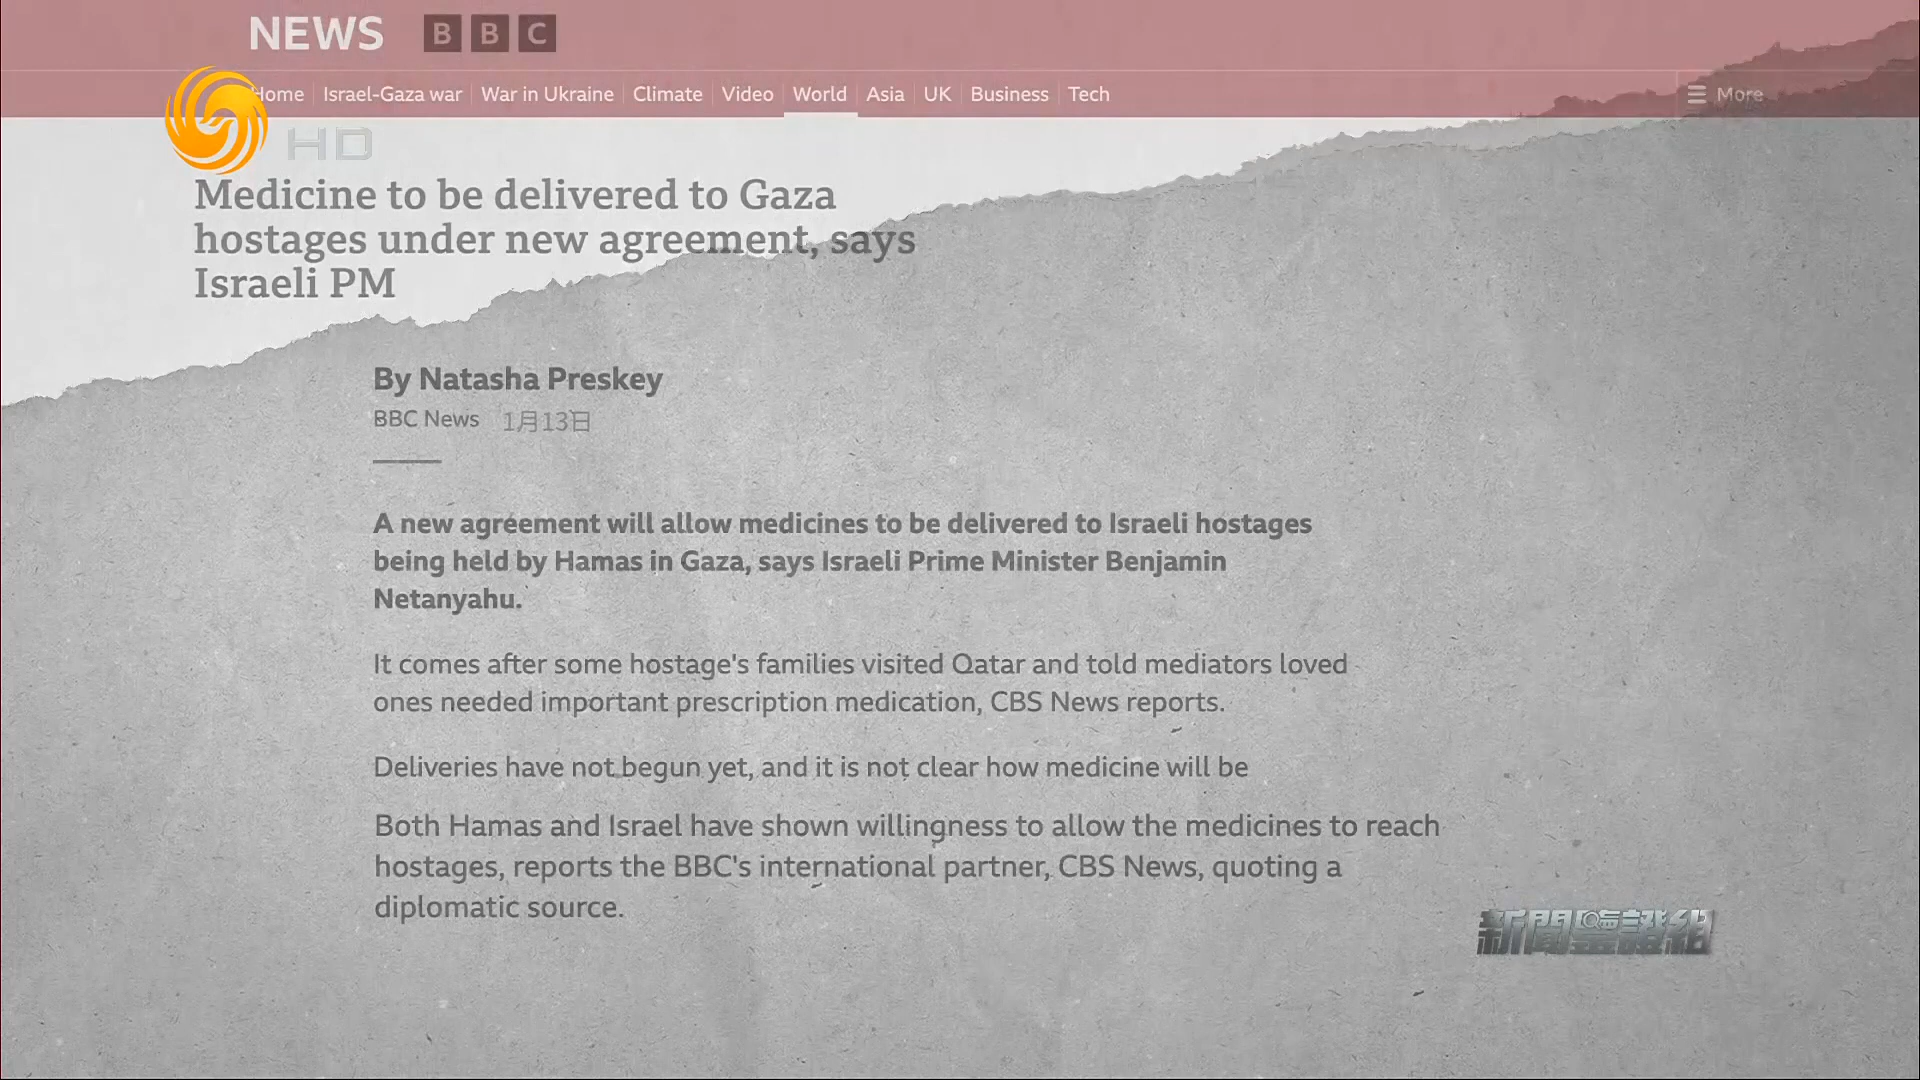 NEWS BBC
Home Israel-Gaza war War in Ukraine Climate Video World Asia UK Business Tech More
HD
Medicine to be delivered to Gaza
hostages under new agreement, says
Israeli PM
By Natasha Preskey
BBC News 1月13日
A new agreement will allow medicines to be delivered to Israeli hostages
being held by Hamas in Gaza, says Israeli Prime Minister Benjamin
Netanyahu.
It comes after some hostage's families visited Qatar and told mediators loved
ones needed important prescription medication, CBS News reports.
Deliveries have not begun yet, and it is not clear how medicine will be
Both Hamas and Israel have shown willingness to allow the medicines to reach
hostages, reports the BBC's international partner, CBS News, quoting a
diplomatic source.
新聞鑒證組